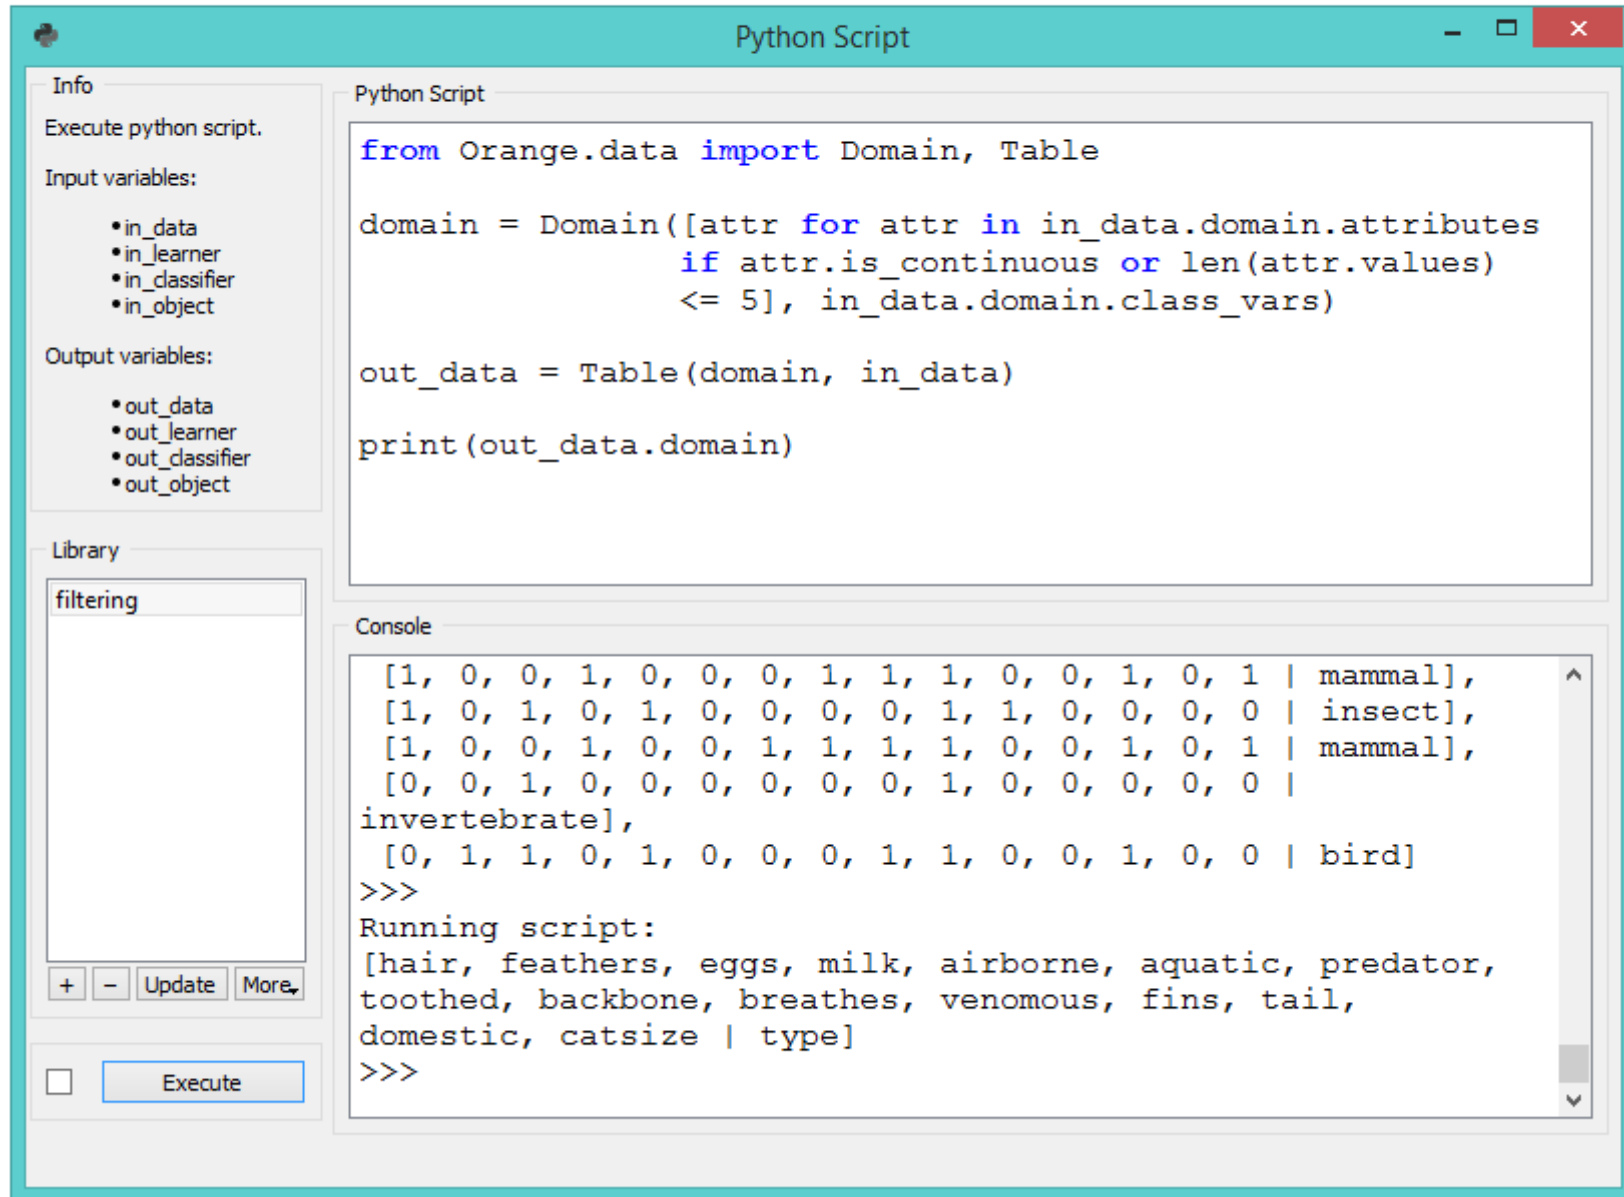 Python Script
Info
Execute python script.
Input variables:
•in_data
•in_learner
•in_classifier
•in_object
Output variables:
•out_data
•out_learner
•out_classifier
•out_object
Library
filtering
+ − Update More
Execute
Python Script
from Orange.data import Domain, Table
domain = Domain([attr for attr in in_data.domain.attributes
if attr.is_continuous or len(attr.values)
<= 5], in_data.domain.class_vars)
out_data = Table(domain, in_data)
print(out_data.domain)
Console
[1, 0, 0, 1, 0, 0, 0, 1, 1, 1, 0, 0, 1, 0, 1 | mammal],
[1, 0, 1, 0, 1, 0, 0, 0, 0, 1, 1, 0, 0, 0, 0 | insect],
[1, 0, 0, 1, 0, 0, 1, 1, 1, 1, 0, 0, 1, 0, 1 | mammal],
[0, 0, 1, 0, 0, 0, 0, 0, 0, 1, 0, 0, 0, 0, 0 |
invertebrate],
[0, 1, 1, 0, 1, 0, 0, 0, 1, 1, 0, 0, 1, 0, 0 | bird]
>>>
Running script:
[hair, feathers, eggs, milk, airborne, aquatic, predator,
toothed, backbone, breathes, venomous, fins, tail,
domestic, catsize | type]
>>>